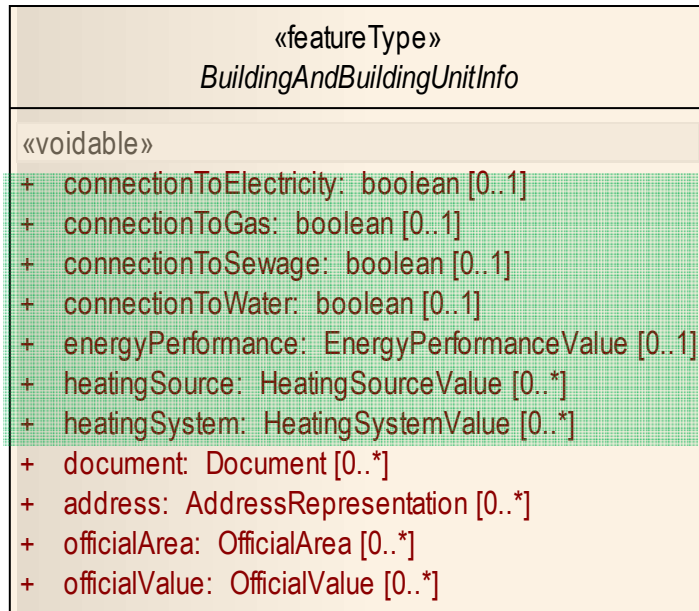 «featureType»
BuildingAndBuildingUnitInfo
«voidable»
+ connectionToElectricity: boolean [0..1]
+ connectionToGas: boolean [0..1]
+ connectionToSewage: boolean [0..1]
+ connectionToWater: boolean [0..1]
+ energyPerformance: EnergyPerformanceValue [0..1]
+ heatingSource: HeatingSourceValue [0..*]
+ heatingSystem: HeatingSystemValue [0..*]
+ document: Document [0..*]
+ address: AddressRepresentation [0..*]
+ officialArea: OfficialArea [0..*]
+ officialValue: OfficialValue [0..*]